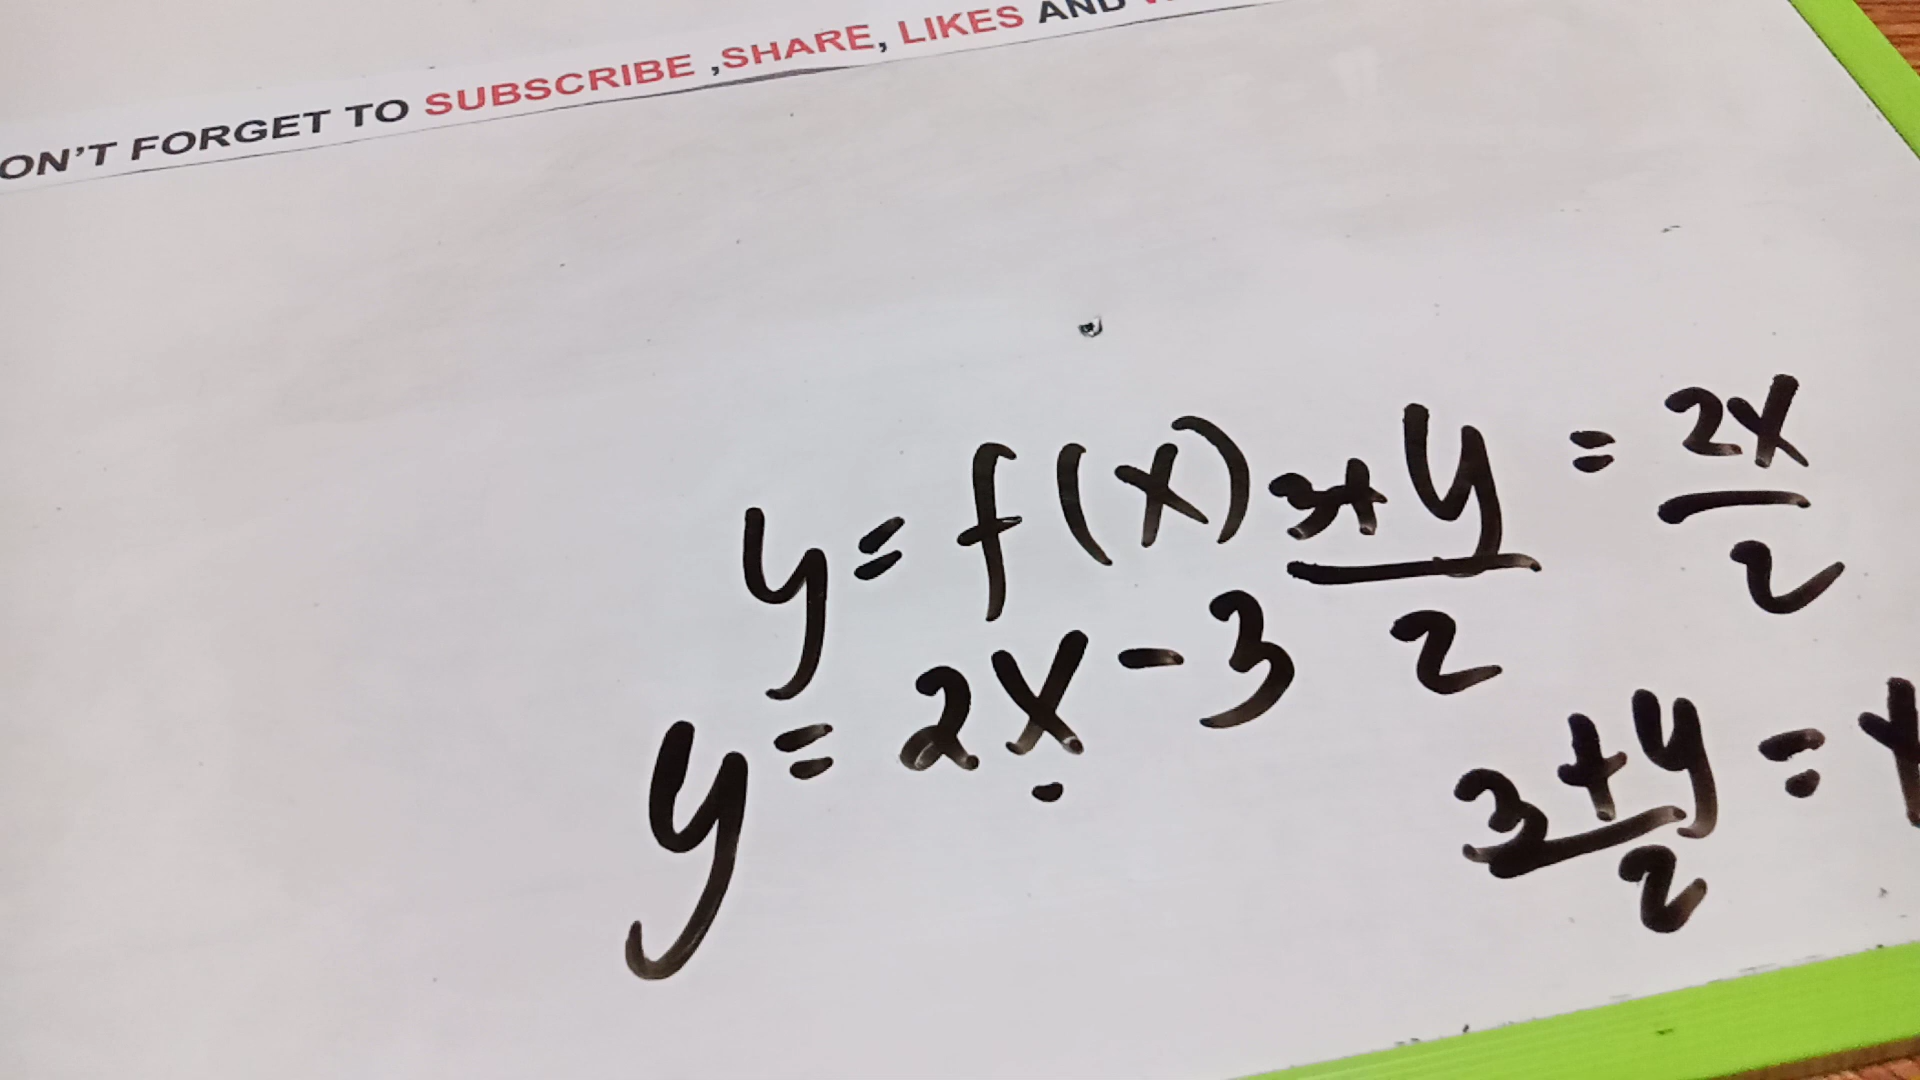 ON'T FORGET TO SUBSCRIBE ,SHARE, LIKES AND
y = f(x)
y = 2x - 3
3+y/2 = 2x/2
3+y/2 = x